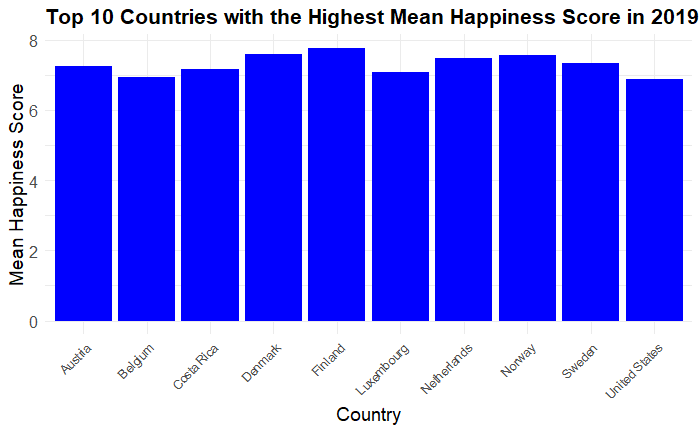 Top 10 Countries with the Highest Mean Happiness Score in 2019
Mean Happiness Score
8
6
4
2
0
Austria
Belgium
Costa Rica
Denmark
Finland
Luxembourg
Netherlands
Norway
Sweden
United States
Country